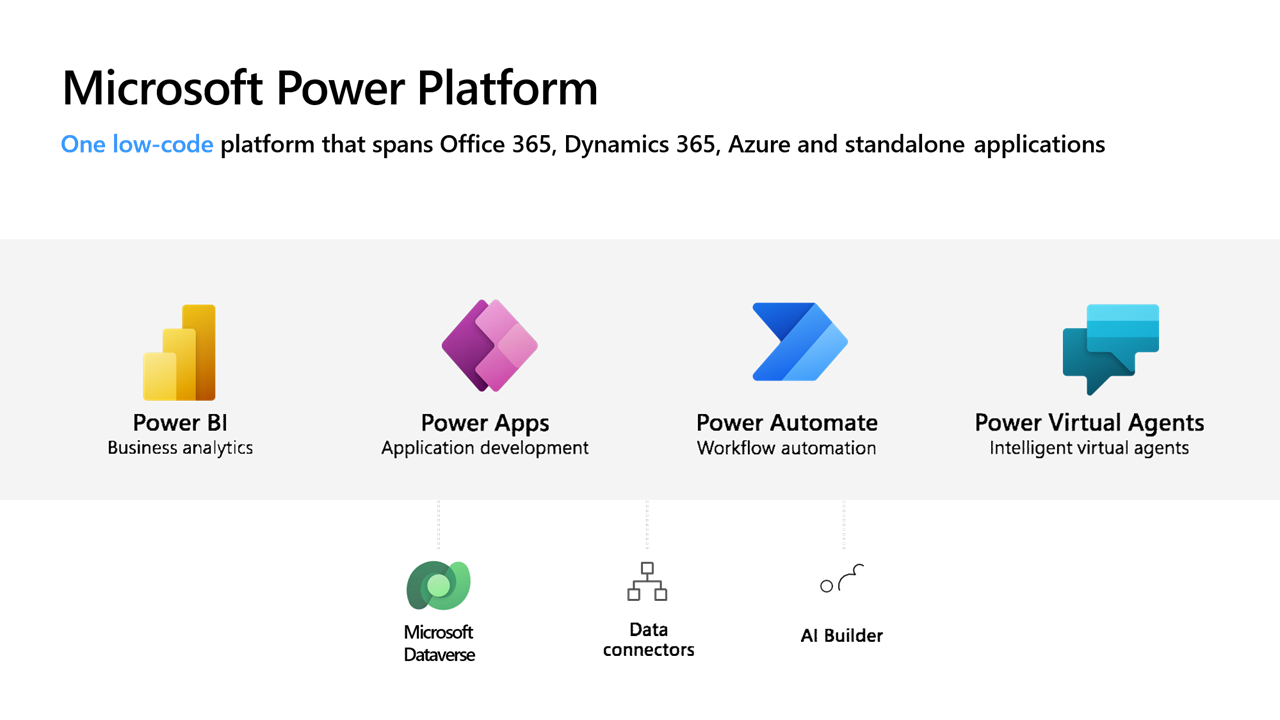 Microsoft Power Platform
One low-code platform that spans Office 365, Dynamics 365, Azure and standalone applications
Power BI
Business analytics
Power Apps
Application development
Power Automate
Workflow automation
Power Virtual Agents
Intelligent virtual agents
Microsoft
Dataverse
Data
connectors
AI Builder